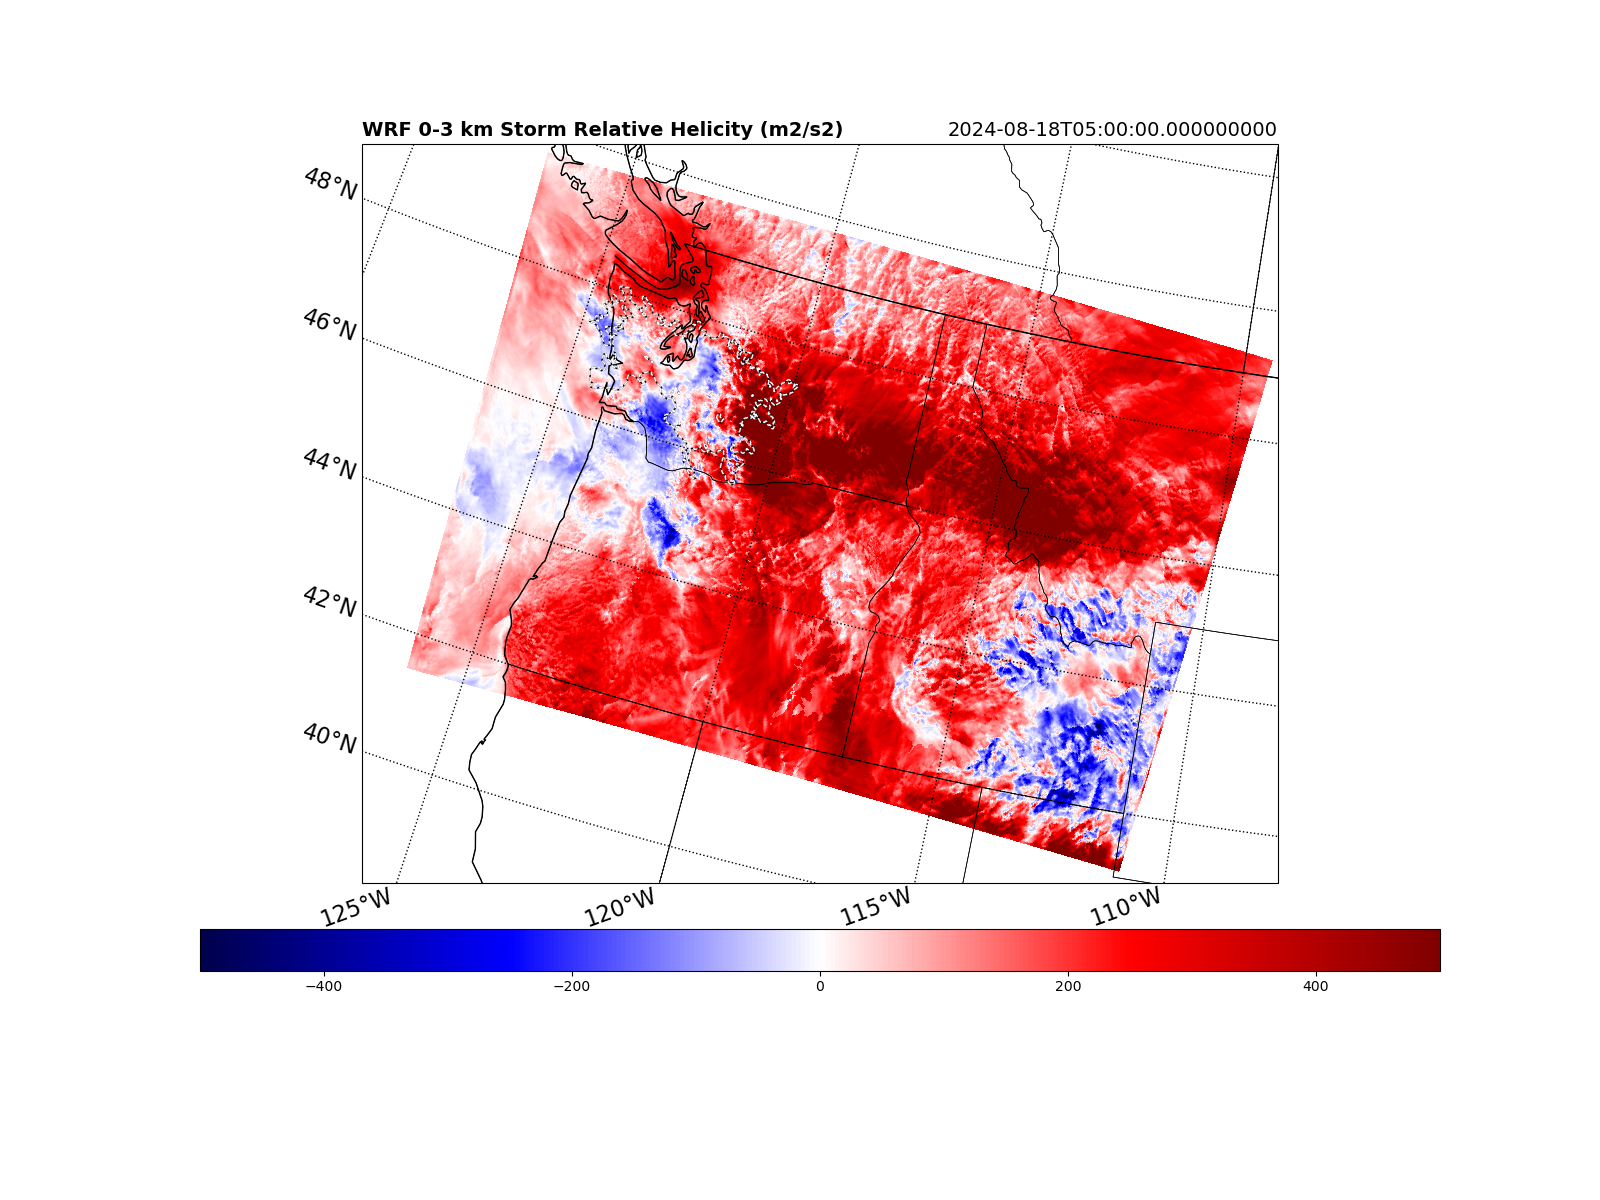 WRF 0-3 km Storm Relative Helicity (m2/s2) 2024-08-18T05:00:00.000000000
48°N
46°N
44°N
42°N
40°N
125°W 120°W 115°W 110°W
−400 −200 0 200 400